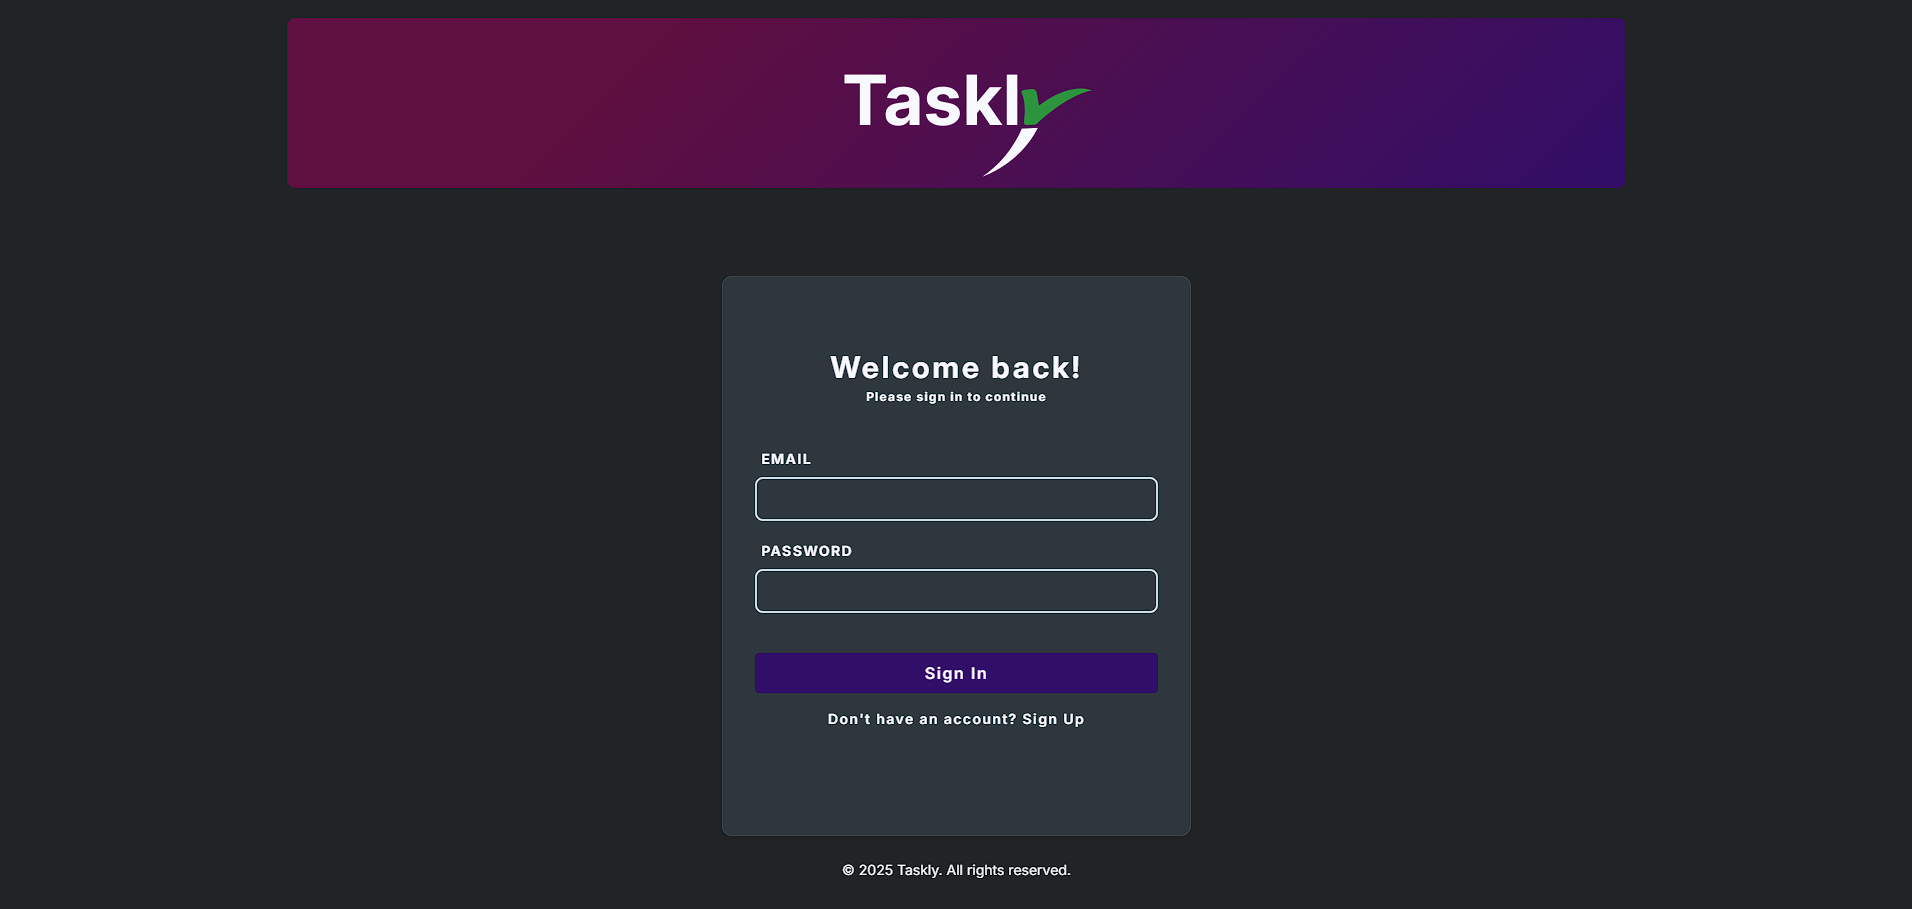 Taskly
Welcome back!
Please sign in to continue
EMAIL
PASSWORD
Sign In
Don't have an account? Sign Up
© 2025 Taskly. All rights reserved.